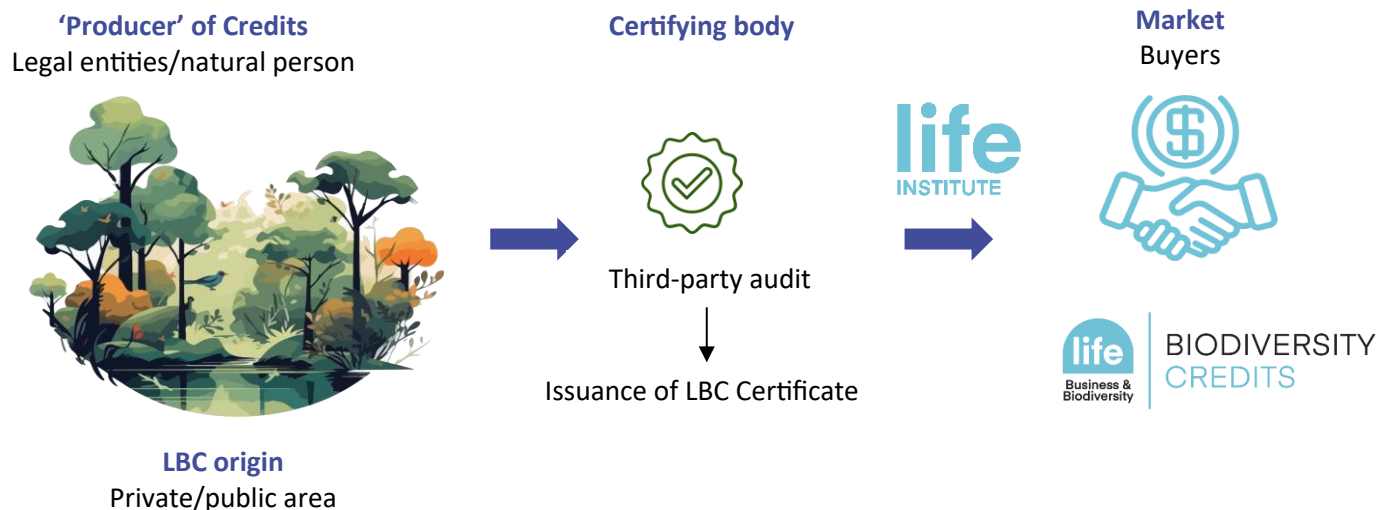 ‘Producer’ of Credits
Legal entities/natural person
LBC origin
Private/public area
Certifying body
Third-party audit
Issuance of LBC Certificate
life
INSTITUTE
Market
Buyers
life
Business &
Biodiversity
BIODIVERSITY
CREDITS